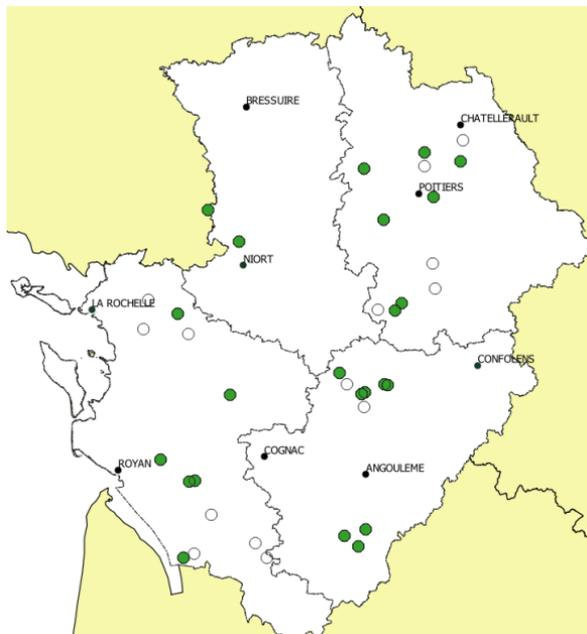 BRESSUIRE
CHATELLERAULT
POITIERS
NIORT
LA ROCHELLE
CONFOLENS
COGNAC
ROYAN
ANGOULEME